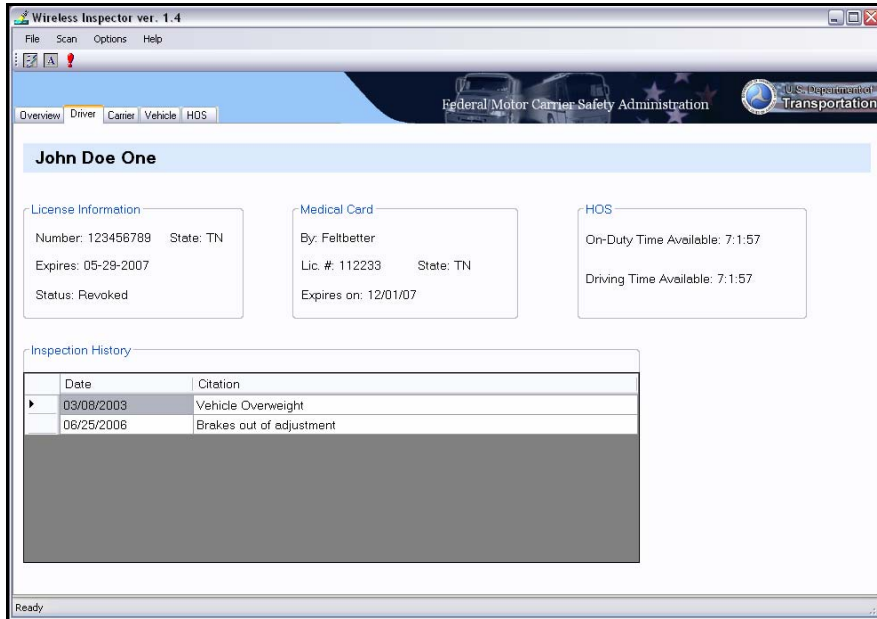 Wireless Inspector ver. 1.4
File Scan Options Help
A
Federal Motor Carrier Safety Administration
U.S. Department of
Transportation
Overview Driver Carrier Vehicle HOS
John Doe One
License Information
Number: 123456789 State: TN
Expires: 05-29-2007
Status: Revoked
Medical Card
By: Feltbetter
Lic. #: 112233 State: TN
Expires on: 12/01/07
HOS
On-Duty Time Available: 7:1:57
Driving Time Available: 7:1:57
Inspection History
Date Citation
03/08/2003 Vehicle Overweight
06/25/2006 Brakes out of adjustment
Ready